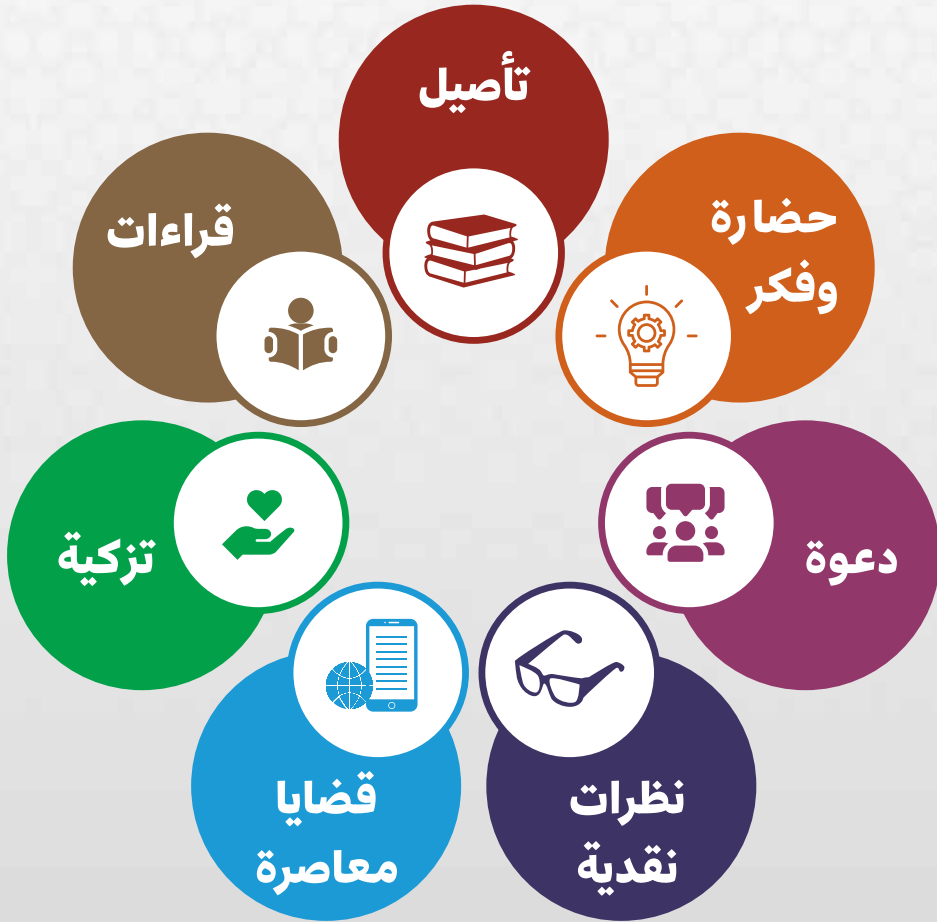 تأصيل
حضارة
وفكر
دعوة
نظرات
نقدية
قضايا
معاصرة
تزكية
قراءات